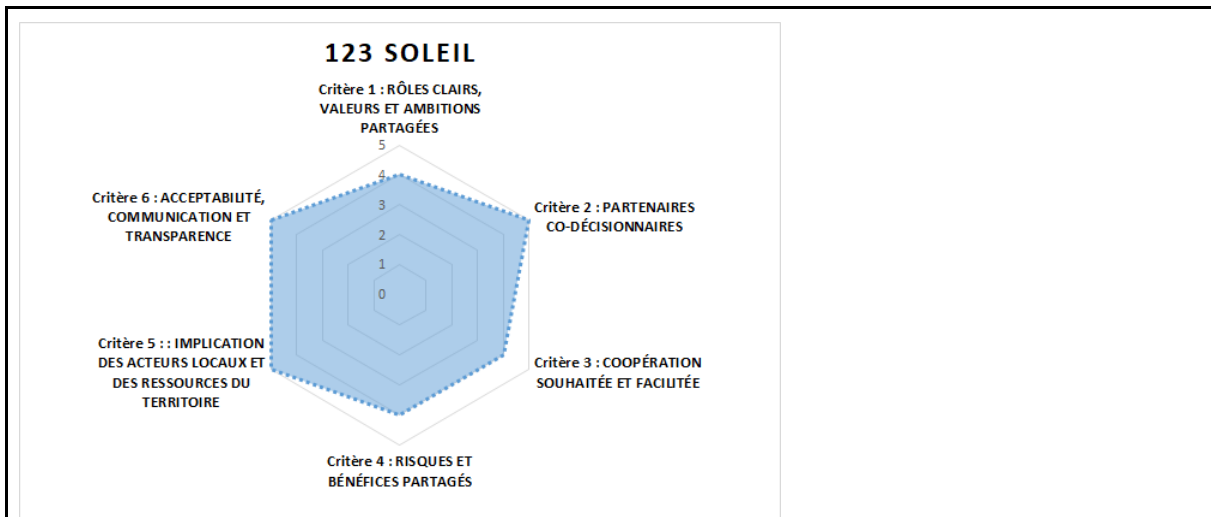 123 SOLEIL
Critère 1 : RÔLES CLAIRS,
VALEURS ET AMBITIONS
PARTAGÉES
5
4
3
2
1
0
Critère 2 : PARTENAIRES
CO-DÉCISIONNAIRES
Critère 3 : COOPÉRATION
SOUHAITÉE ET FACILITÉE
Critère 4 : RISQUES ET
BÉNÉFICES PARTAGÉS
Critère 5 : : IMPLICATION
DES ACTEURS LOCAUX ET
DES RESSOURCES DU
TERRITOIRE
Critère 6 : ACCEPTABILITÉ,
COMMUNICATION ET
TRANSPARENCE